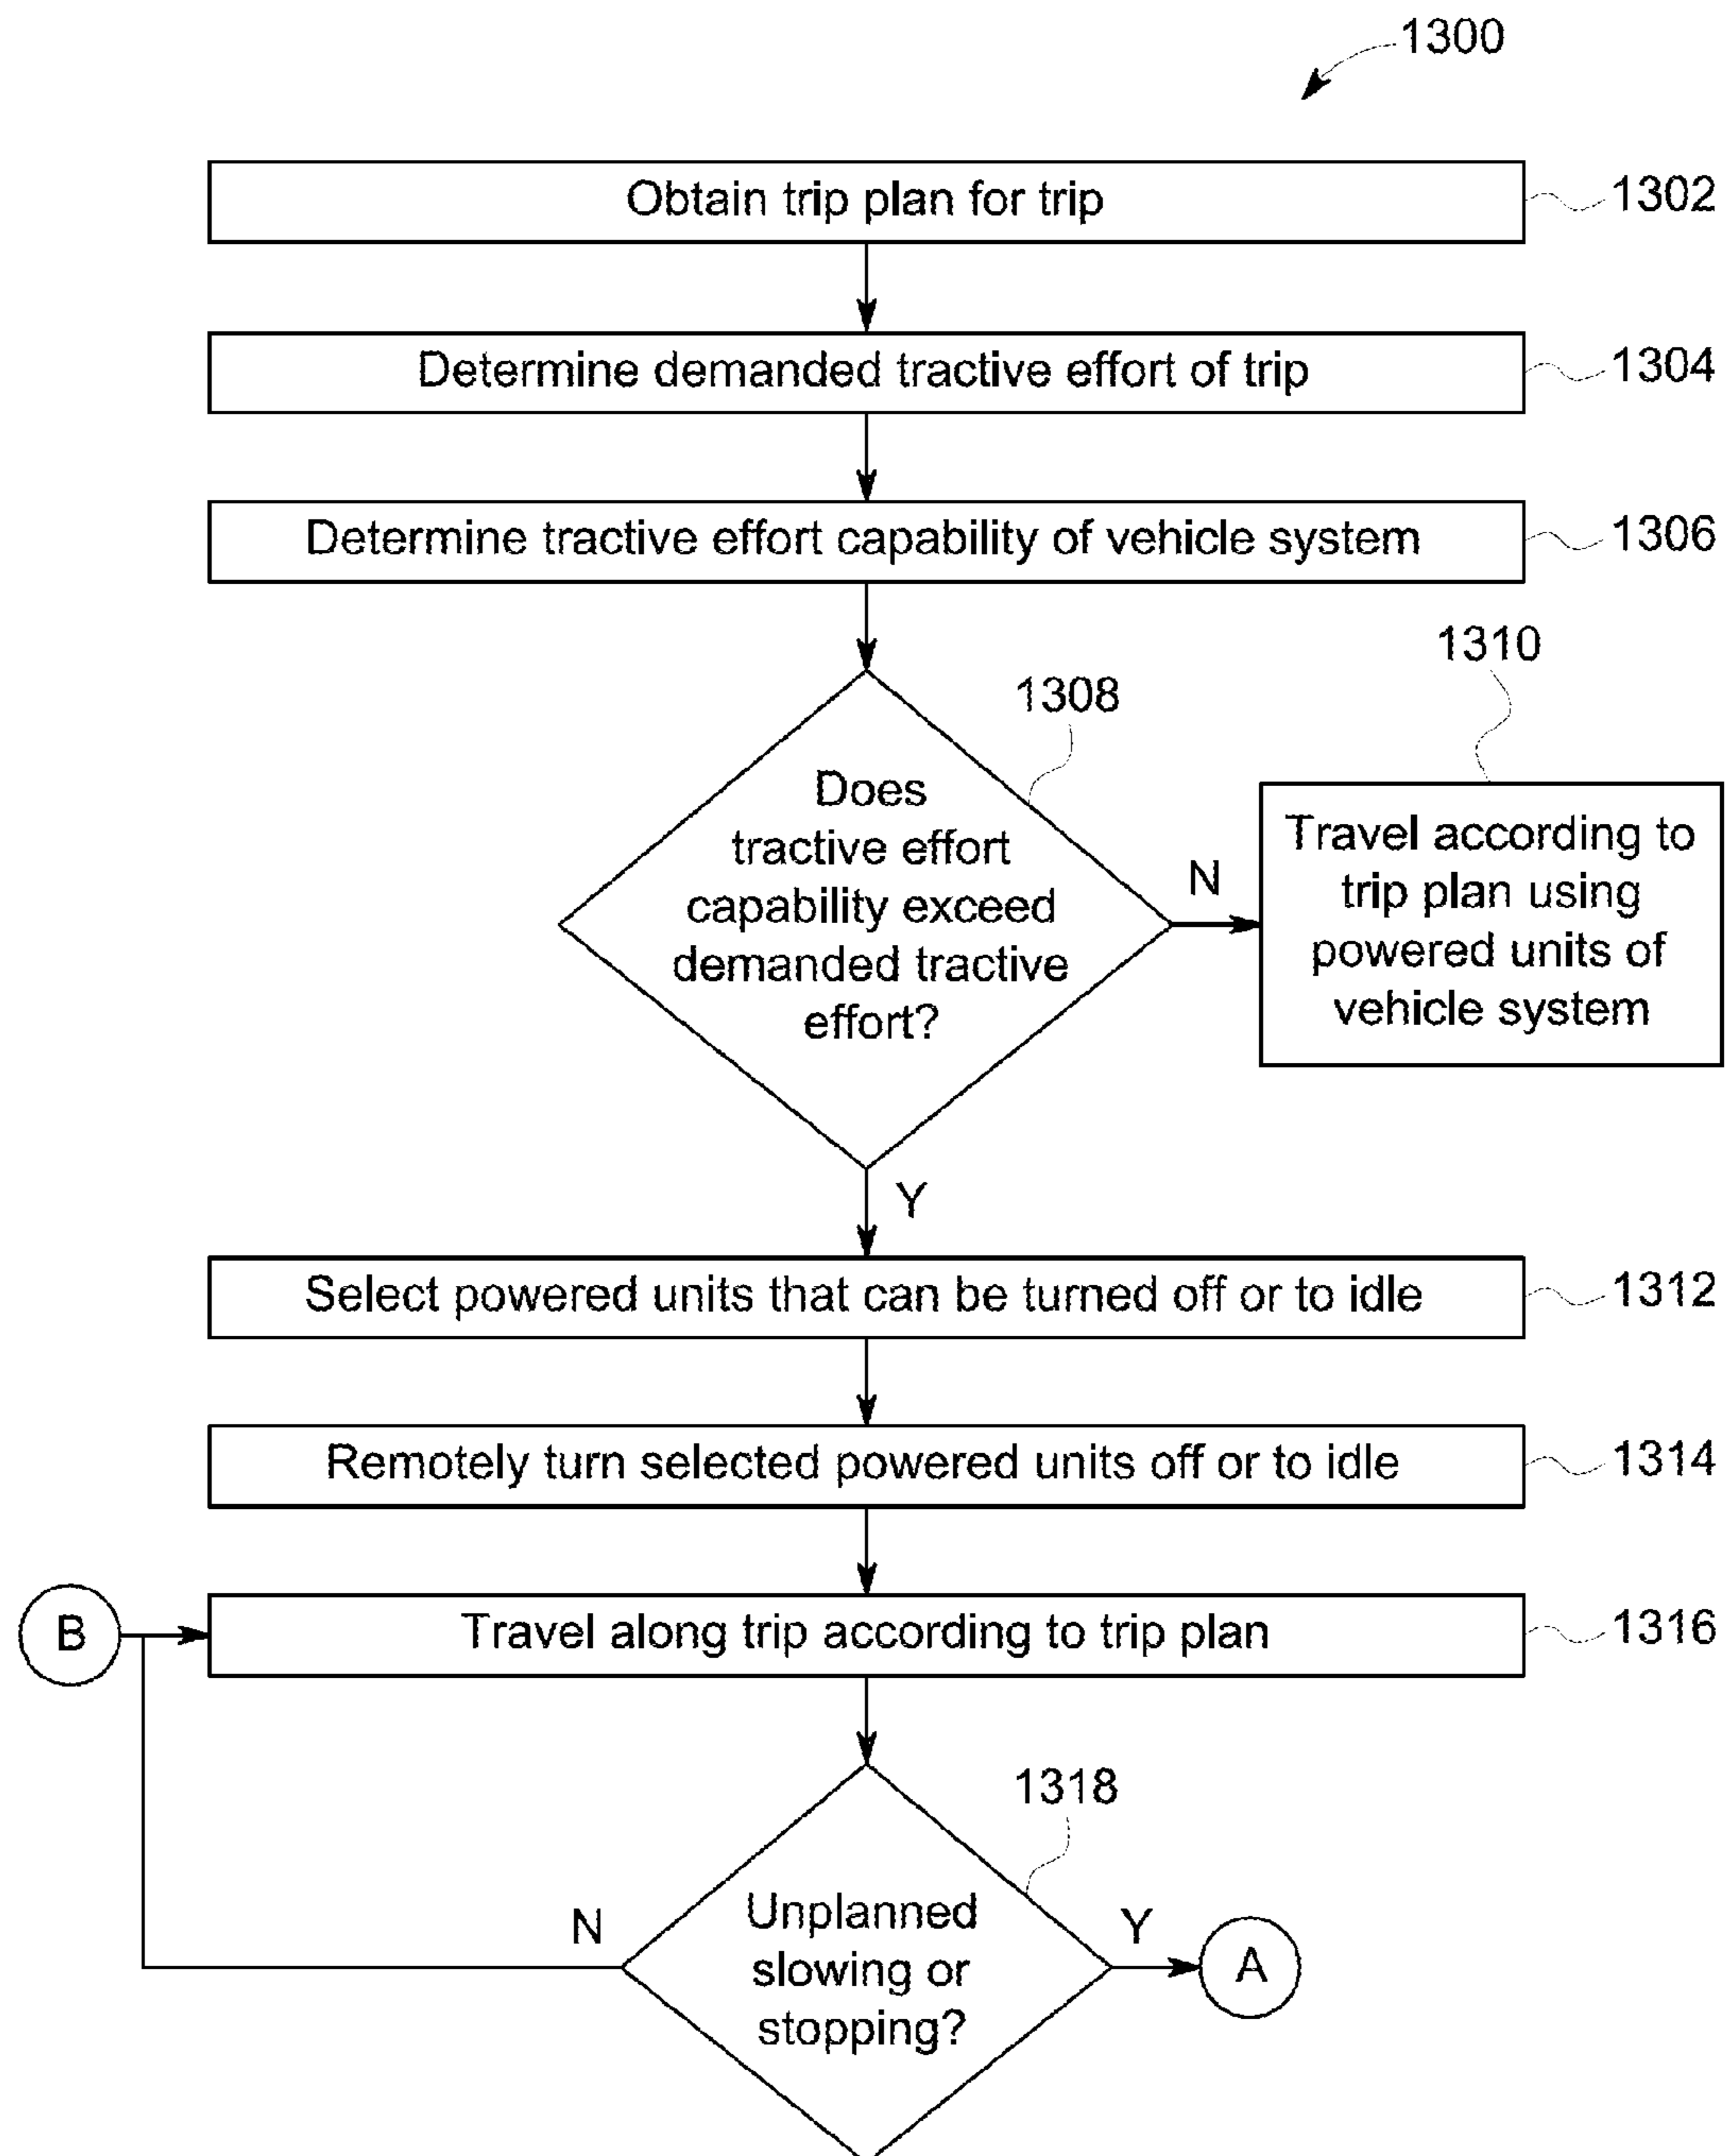 1300
Obtain trip plan for trip
1302
Determine demanded tractive effort of trip
1304
Determine tractive effort capability of vehicle system
1306
1308
1310
Does
tractive effort
capability exceed
demanded tractive
effort?
N
Travel according to
trip plan using
powered units of
vehicle system
Y
Select powered units that can be turned off or to idle
1312
Remotely turn selected powered units off or to idle
1314
B
Travel along trip according to trip plan
1316
1318
N
Unplanned
slowing or
stopping?
Y
A